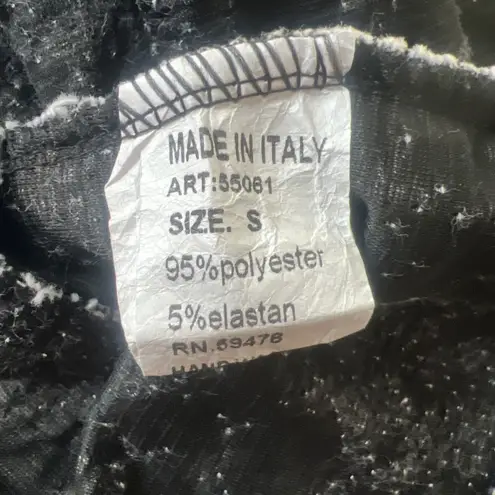 MADE IN ITALY
ART:55061
SIZE. S
95%polyester
5%elastan
RN.59476